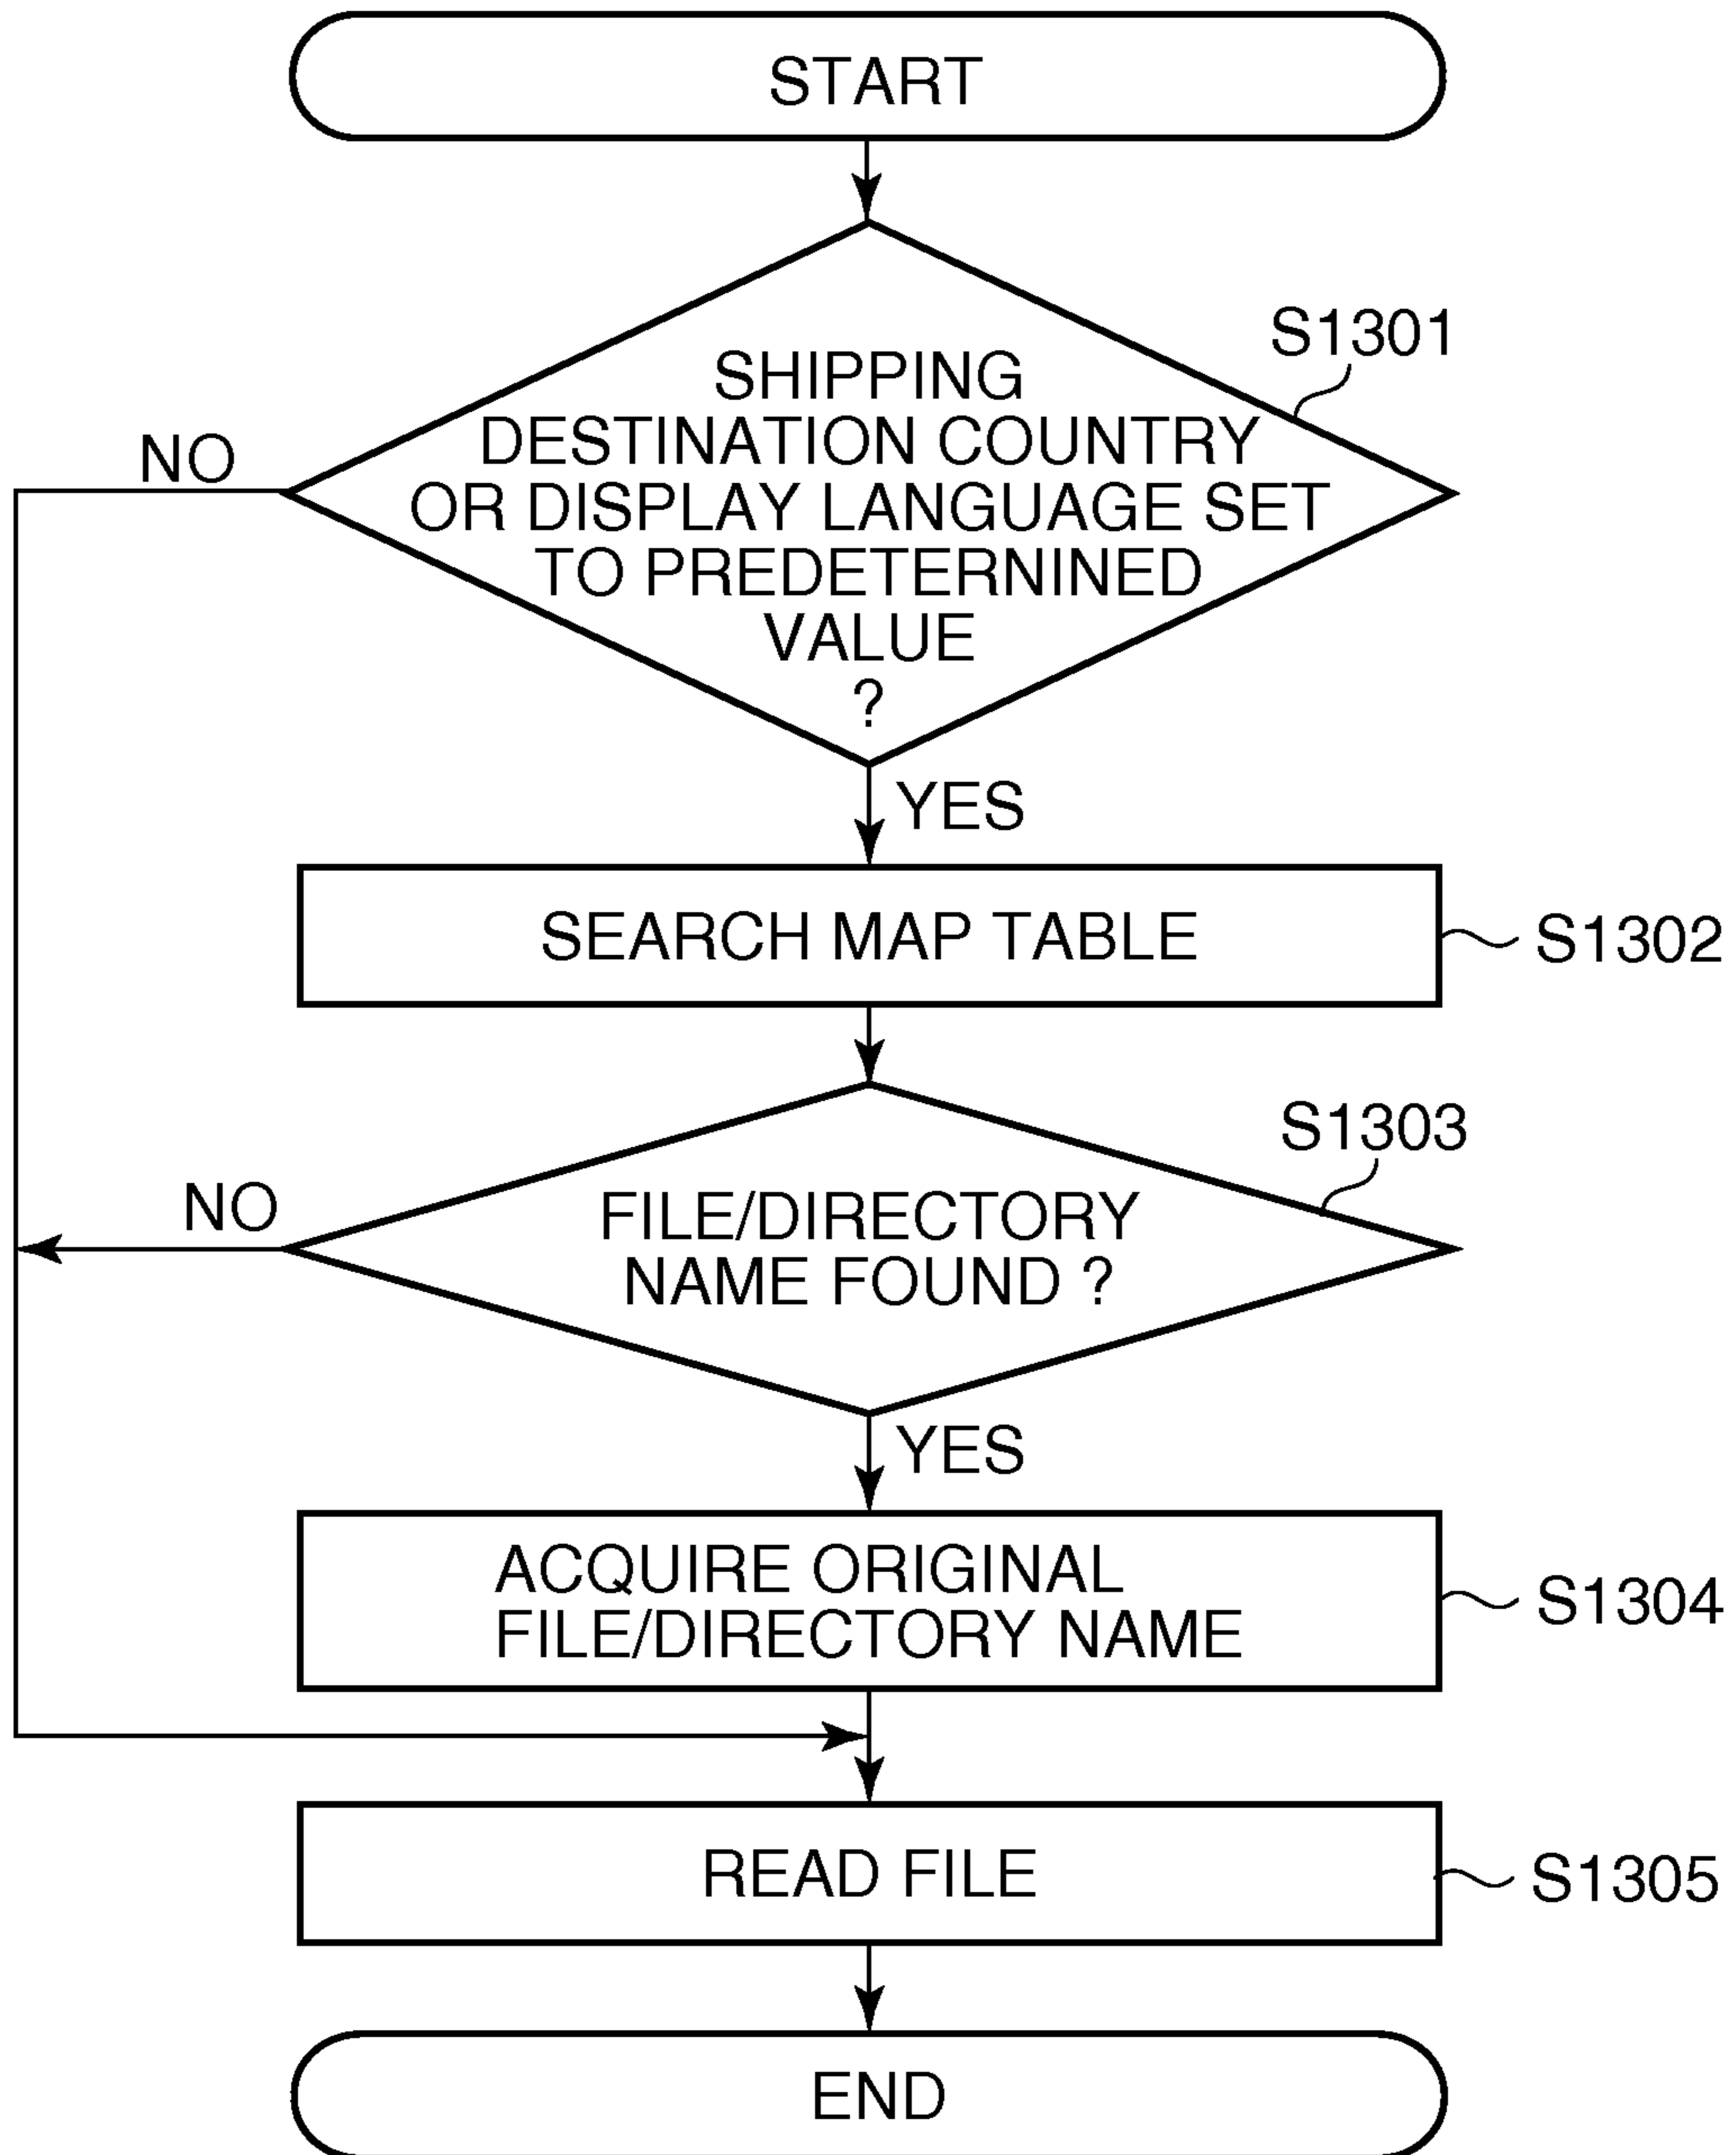 START
S1301
SHIPPING
DESTINATION COUNTRY
OR DISPLAY LANGUAGE SET
TO PREDETERNINED
VALUE
?
NO
YES
SEARCH MAP TABLE
S1302
S1303
FILE/DIRECTORY
NAME FOUND ?
NO
YES
ACQUIRE ORIGINAL
FILE/DIRECTORY NAME
S1304
READ FILE
S1305
END